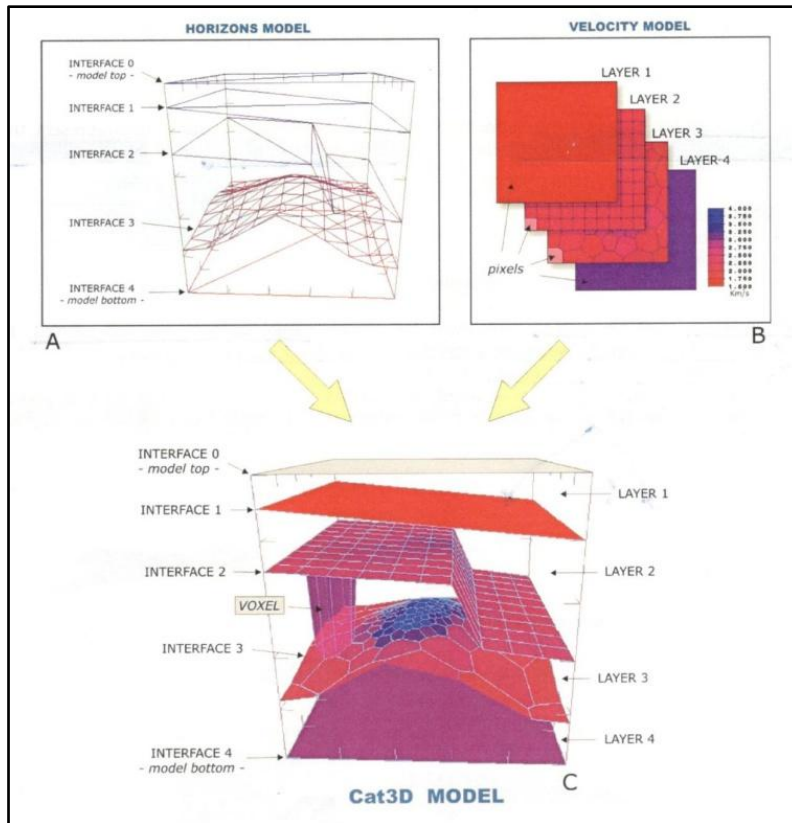 HORIZONS MODEL
INTERFACE 0
- model top -
INTERFACE 1
INTERFACE 2
INTERFACE 3
INTERFACE 4
- model bottom -
A
VELOCITY MODEL
LAYER 1
LAYER 2
LAYER 3
LAYER 4
pixels
Km/s
B
INTERFACE 0
- model top -
INTERFACE 1
INTERFACE 2
VOXEL
INTERFACE 3
INTERFACE 4
- model bottom -
LAYER 1
LAYER 2
LAYER 3
LAYER 4
C
Cat3D MODEL